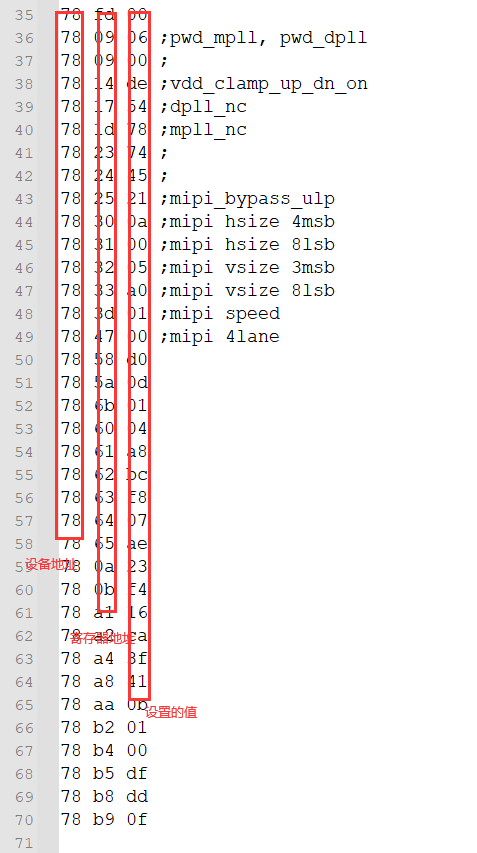 35 78 fd 00
36 78 09 06 ;pwd_mpll, pwd_dpll
37 78 09 00 ;
38 78 14 de ;vdd_clamp_up_dn_on
39 78 17 54 ;dpll_nc
40 78 1d 78 ;mpll_nc
41 78 23 74 ;
42 78 24 45 ;
43 78 25 21 ;mipi_bypass_ulp
44 78 30 0a ;mipi hsize 4msb
45 78 31 00 ;mipi hsize 8lsb
46 78 32 05 ;mipi vsize 3msb
47 78 33 a0 ;mipi vsize 8lsb
48 78 3d 01 ;mipi speed
49 78 47 00 ;mipi 4lane
50 78 58 d0
51 78 5a 0d
52 78 6b 01
53 78 60 04
54 78 61 a8
55 78 62 bc
56 78 63 f8
57 78 64 07
58 78 65 ae
设备地址
59 78 0a 23
60 78 0b f4
61 78 a1 16
62 78 a2 ca
寄存器地址
63 78 a4 3f
64 78 a8 41
65 78 aa 0b
设置的值
66 78 b2 01
67 78 b4 00
68 78 b5 df
69 78 b8 dd
70 78 b9 0f
71